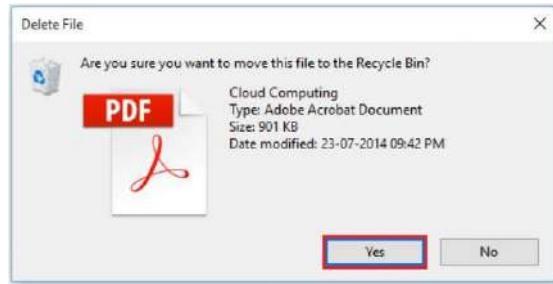 Delete File
Are you sure you want to move this file to the Recycle Bin?
PDF
Cloud Computing
Type: Adobe Acrobat Document
Size: 901 KB
Date modified: 23-07-2014 09:42 PM
Yes
No